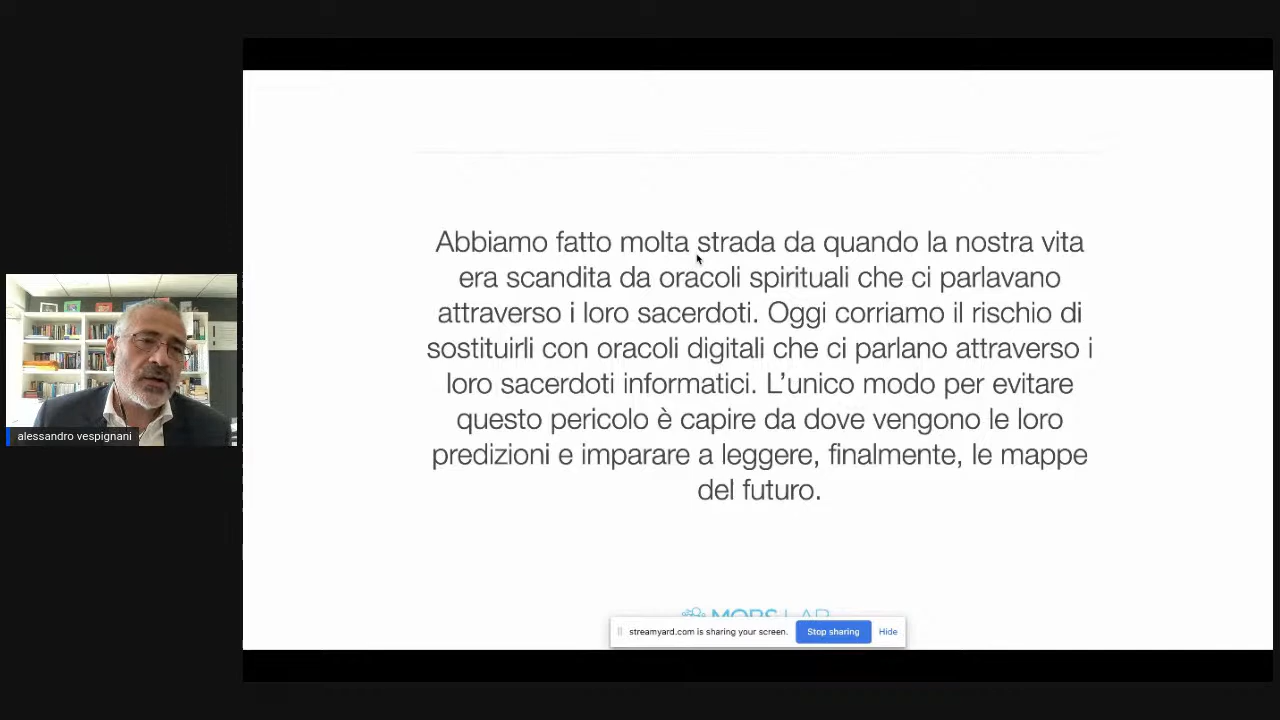 Abbiamo fatto molta strada da quando la nostra vita
era scandita da oracoli spirituali che ci parlavano
attraverso i loro sacerdoti. Oggi corriamo il rischio di
sostituirli con oracoli digitali che ci parlano attraverso i
loro sacerdoti informatici. L’unico modo per evitare
questo pericolo è capire da dove vengono le loro
predizioni e imparare a leggere, finalmente, le mappe
del futuro.
alessandro vespignani
MOBS LAB
streamyard.com is sharing your screen.
Stop sharing
Hide